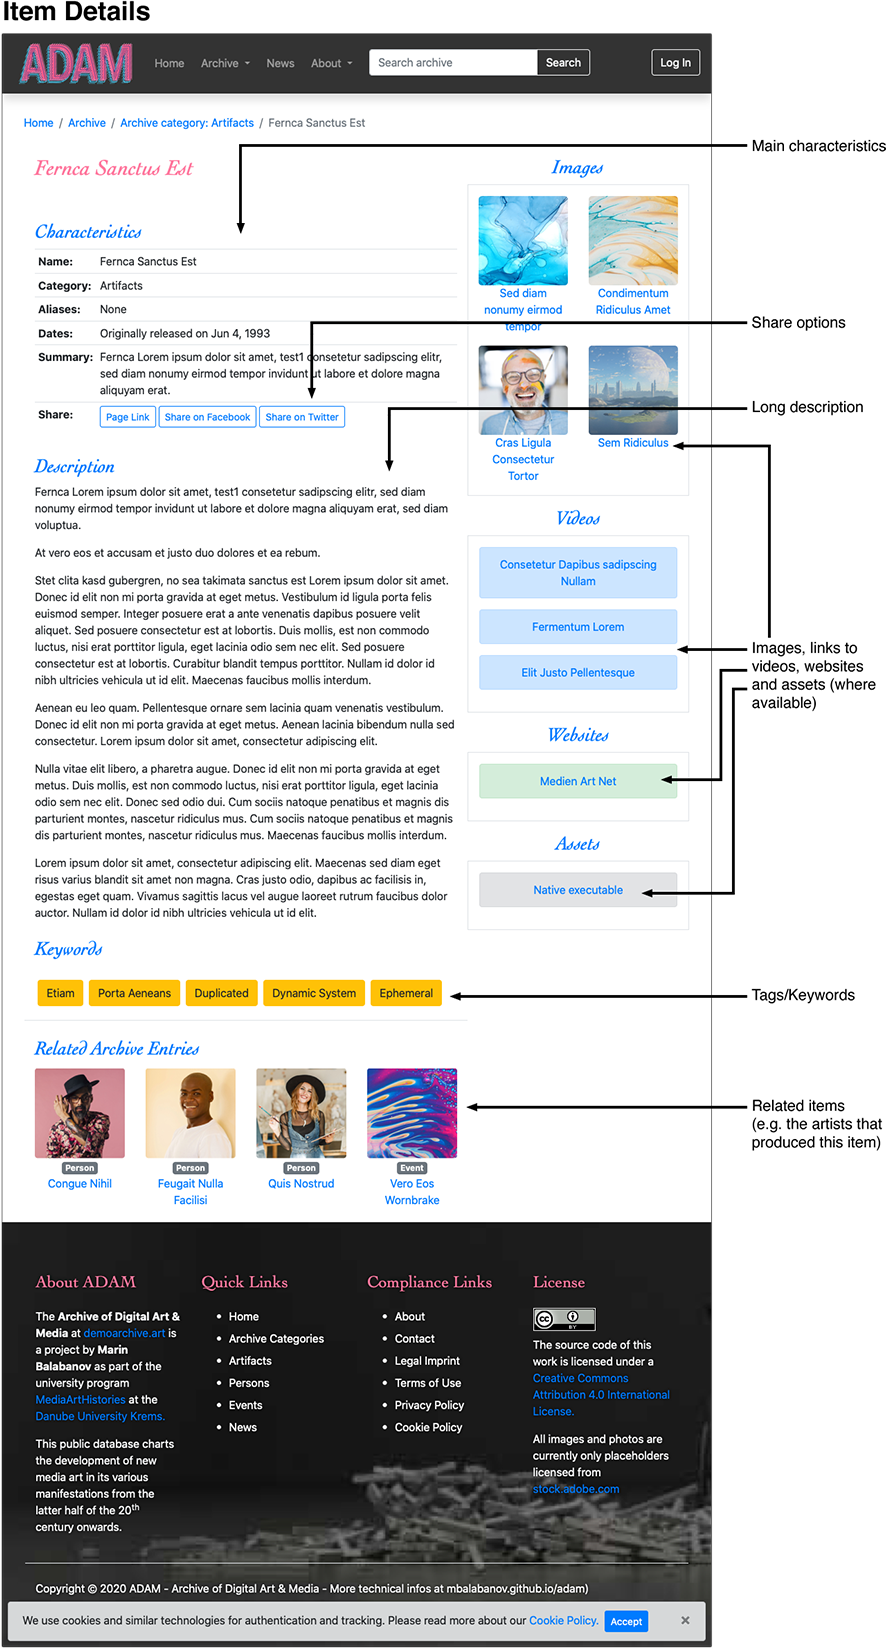 Item Details
ADAM
Home
Archive
News
About
Search archive
Search
Log In
Home / Archive / Archive category: Artifacts / Fernca Sanctus Est
Main characteristics
Fernca Sanctus Est
Characteristics
Name: Fernca Sanctus Est
Category: Artifacts
Aliases: None
Dates: Originally released on Jun 4, 1993
Summary: Fernca Lorem ipsum dolor sit amet, test1 consetetur sadipscing elitr,
sed diam nonumy eirmod tempor invidunt ut labore et dolore magna
aliquyam erat.
Share: Page Link Share on Facebook Share on Twitter
Share options
Long description
Description
Fernca Lorem ipsum dolor sit amet, test1 consetetur sadipscing elitr, sed diam
nonumy eirmod tempor invidunt ut labore et dolore magna aliquyam erat, sed diam
voluptua.
At vero eos et accusam et justo duo dolores et ea rebum.
Stet clita kasd gubergren, no sea takimata sanctus est Lorem ipsum dolor sit amet.
Donec id elit non mi porta gravida at eget metus. Vestibulum id ligula porta felis
euismod semper. Integer posuere erat a ante venenatis dapibus posuere velit
aliquet. Sed posuere consectetur est at lobortis. Duis mollis, est non commodo
luctus, nisi erat porttitor ligula, eget lacinia odio sem nec elit. Sed posuere
consectetur est at lobortis. Curabitur blandit tempus porttitor. Nullam id dolor id
nibh ultricies vehicula ut id elit. Maecenas faucibus mollis interdum.
Aenean eu leo quam. Pellentesque ornare sem lacinia quam venenatis vestibulum.
Donec id elit non mi porta gravida at eget metus. Aenean lacinia bibendum nulla sed
consectetur. Lorem ipsum dolor sit amet, consectetur adipiscing elit.
Nulla vitae elit libero, a pharetra augue. Donec id elit non mi porta gravida at eget
metus. Duis mollis, est non commodo luctus, nisi erat porttitor ligula, eget lacinia
odio sem nec elit. Donec sed odio dui. Cum sociis natoque penatibus et magnis dis
parturient montes, nascetur ridiculus mus. Cum sociis natoque penatibus et magnis
dis parturient montes, nascetur ridiculus mus. Maecenas faucibus mollis interdum.
Lorem ipsum dolor sit amet, consectetur adipiscing elit. Maecenas sed diam eget
risus varius blandit sit amet non magna. Cras justo odio, dapibus ac facilisis in,
egestas eget quam. Vivamus sagittis lacus vel augue laoreet rutrum faucibus dolor
auctor. Nullam id dolor id nibh ultricies vehicula ut id elit.
Keywords
Etiam
Porta Aeneans
Duplicated
Dynamic System
Ephemeral
Tags/Keywords
Images
Sed diam
nonumy eirmod
tempor
Condimentum
Ridiculus Amet
Cras Ligula
Consectetur
Tortor
Sem Ridiculus
Videos
Consetetur Dapibus sadipscing
Nullam
Fermentum Lorem
Elit Justo Pellentesque
Websites
Medien Art Net
Assets
Native executable
Images, links to
videos, websites
and assets (where
available)
Related Archive Entries
Person
Congue Nihil
Person
Feugait Nulla
Facilisi
Person
Quis Nostrud
Event
Vero Eos
Wornbrake
Related items
(e.g. the artists that
produced this item)
About ADAM
The Archive of Digital Art &
Media at demoarchive.art is
a project by Marin
Balabanov as part of the
university program
MediaArtHistories at the
Danube University Krems.
This public database charts
the development of new
media art in its various
manifestations from the
latter half of the 20th
century onwards.
Quick Links
• Home
• Archive Categories
• Artifacts
• Persons
• Events
• News
Compliance Links
• About
• Contact
• Legal Imprint
• Terms of Use
• Privacy Policy
• Cookie Policy
License
cc BY
The source code of this
work is licensed under a
Creative Commons
Attribution 4.0 International
License.
All images and photos are
currently only placeholders
licensed from
stock.adobe.com
Copyright © 2020 ADAM - Archive of Digital Art & Media - More technical infos at mbalabanov.github.io/adam)
We use cookies and similar technologies for authentication and tracking. Please read more about our Cookie Policy. Accept ×